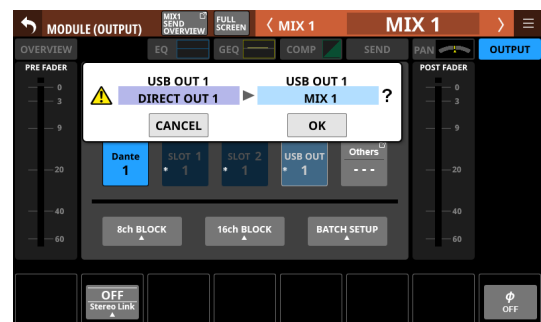 MODULE (OUTPUT)
MIX1
SEND
OVERVIEW
FULL
SCREEN
MIX 1
MIX 1
OVERVIEW
EQ
GEQ
COMP
SEND
PAN
OUTPUT
PRE FADER
POST FADER
USB OUT 1
DIRECT OUT 1
USB OUT 1
MIX 1
?
CANCEL
OK
0
3
9
20
40
60
0
3
9
20
40
60
Dante
1
SLOT 1
* 1
SLOT 2
* 1
USB OUT
* 1
Others
---
8ch BLOCK
16ch BLOCK
BATCH SETUP
OFF
Stereo Link
φ
OFF